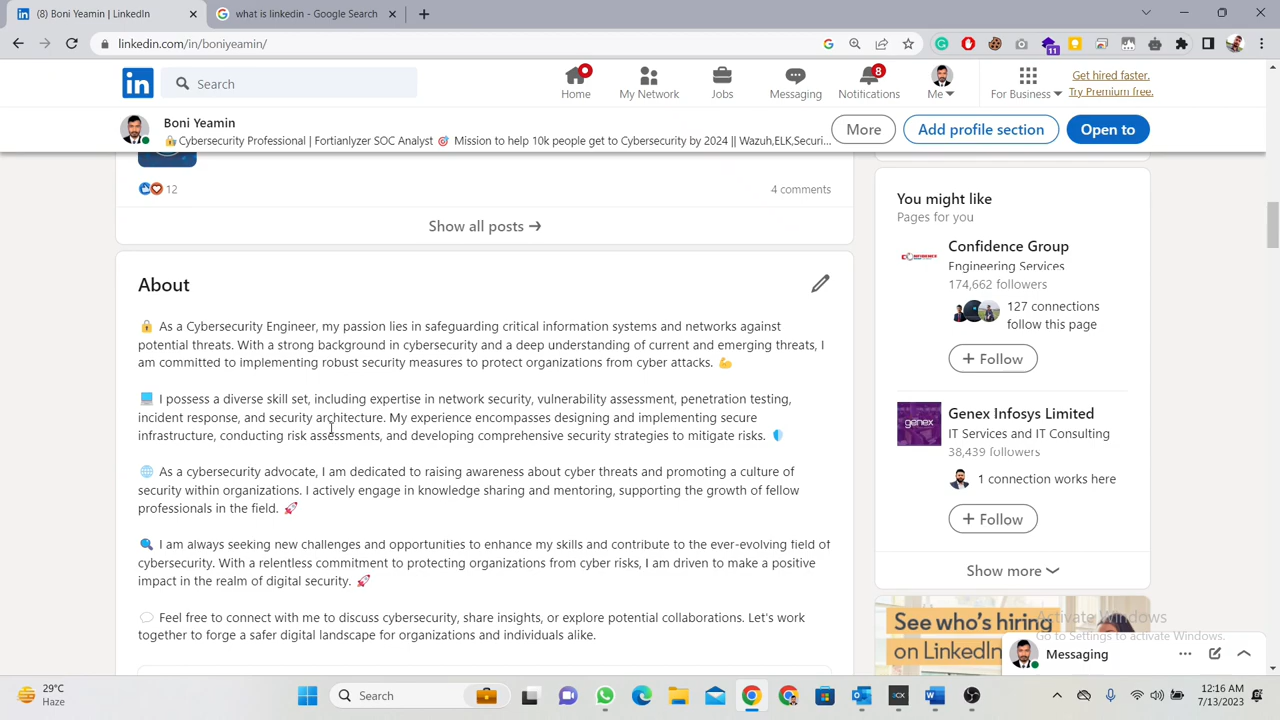 (8) Boni Yeamin | LinkedIn
what is linkedin - Google Search
linkedin.com/in/boniyeamin/
11
in
Search
Home
My Network
Jobs
Messaging
8
Notifications
Me
For Business
Get hired faster.
Try Premium free.
Boni Yeamin
Cybersecurity Professional | Fortianlyzer SOC Analyst 🎯 Mission to help 10k people get to Cybersecurity by 2024 || Wazuh,ELK,Securi...
More
Add profile section
Open to
12
4 comments
Show all posts →
About
🔒 As a Cybersecurity Engineer, my passion lies in safeguarding critical information systems and networks against
potential threats. With a strong background in cybersecurity and a deep understanding of current and emerging threats, I
am committed to implementing robust security measures to protect organizations from cyber attacks. 💪
💻 I possess a diverse skill set, including expertise in network security, vulnerability assessment, penetration testing,
incident response, and security architecture. My experience encompasses designing and implementing secure
infrastructure, conducting risk assessments, and developing comprehensive security strategies to mitigate risks. 🛡️
🌐 As a cybersecurity advocate, I am dedicated to raising awareness about cyber threats and promoting a culture of
security within organizations. I actively engage in knowledge sharing and mentoring, supporting the growth of fellow
professionals in the field. 🚀
🔍 I am always seeking new challenges and opportunities to enhance my skills and contribute to the ever-evolving field of
cybersecurity. With a relentless commitment to protecting organizations from cyber risks, I am driven to make a positive
impact in the realm of digital security. 🚀
💬 Feel free to connect with me to discuss cybersecurity, share insights, or explore potential collaborations. Let's work
together to forge a safer digital landscape for organizations and individuals alike.
You might like
Pages for you
Confidence Group
Engineering Services
174,662 followers
127 connections
follow this page
+ Follow
genex
Genex Infosys Limited
IT Services and IT Consulting
38,439 followers
1 connection works here
+ Follow
Show more
See who's hiring
on LinkedIn
Activate Windows
Go to Settings to activate Windows.
Messaging
29°C
Haze
Search
12:16 AM
7/13/2023